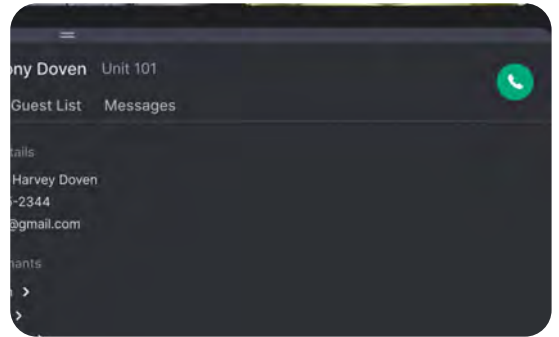 ny Doven Unit 101
Guest List Messages
tails
Harvey Doven
-2344
@gmail.com
nants